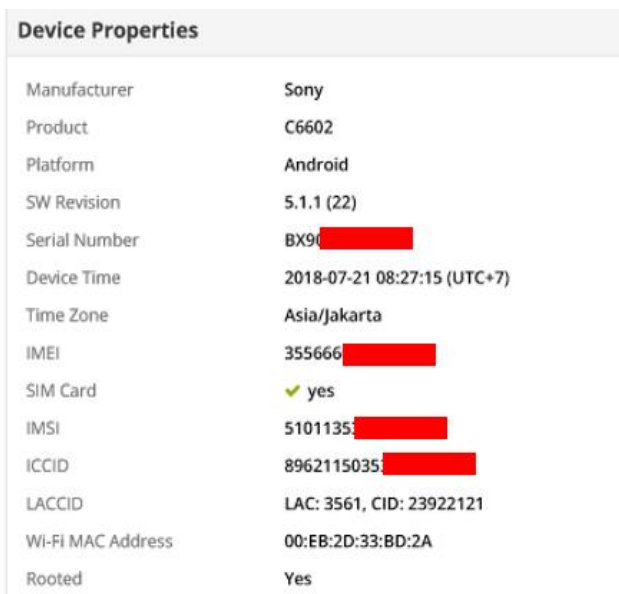 Device Properties
Manufacturer Sony
Product C6602
Platform Android
SW Revision 5.1.1 (22)
Serial Number BX90
Device Time 2018-07-21 08:27:15 (UTC+7)
Time Zone Asia/Jakarta
IMEI 355666
SIM Card ✔ yes
IMSI 51011353
ICCID 89621150353
LACCID LAC: 3561, CID: 23922121
Wi-Fi MAC Address 00:EB:2D:33:BD:2A
Rooted Yes